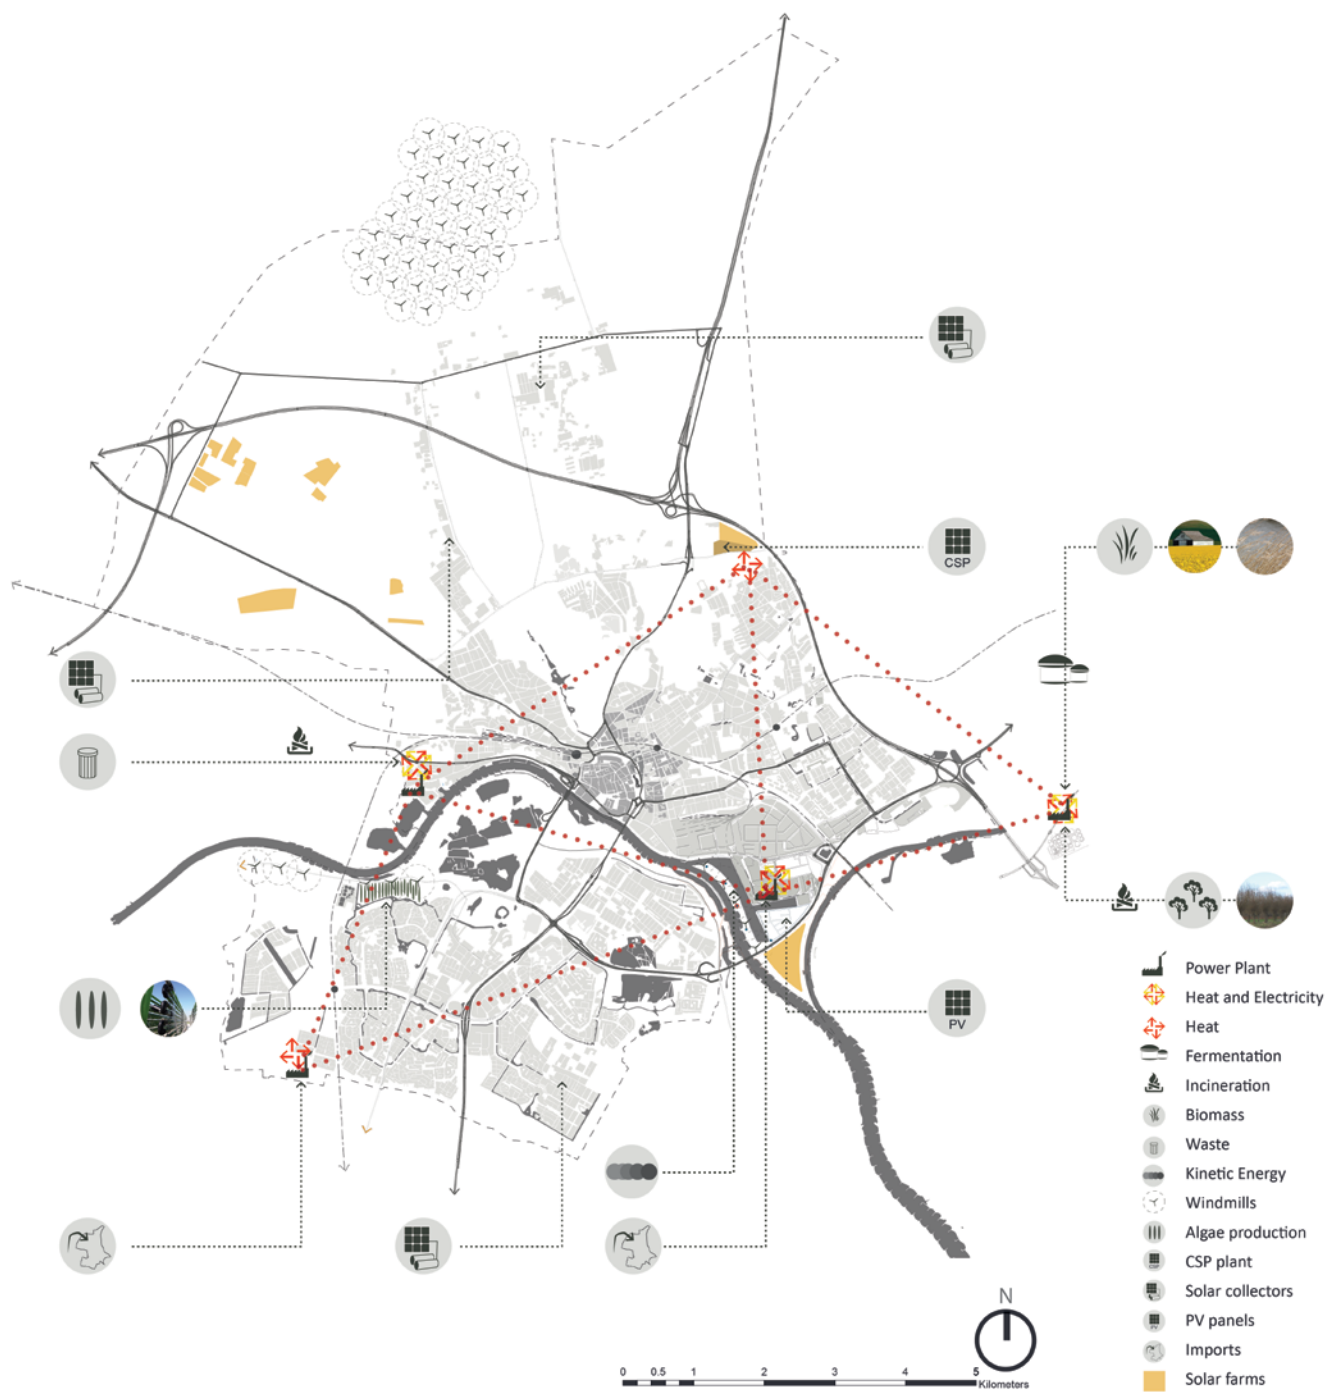 CSP
PV
Power Plant
Heat and Electricity
Heat
Fermentation
Incineration
Biomass
Waste
Kinetic Energy
Windmills
Algae production
CSP
CSP plant
Solar collectors
PV
PV panels
Imports
Solar farms
N
0 0.5 1 2 3 4 5
Kilometers